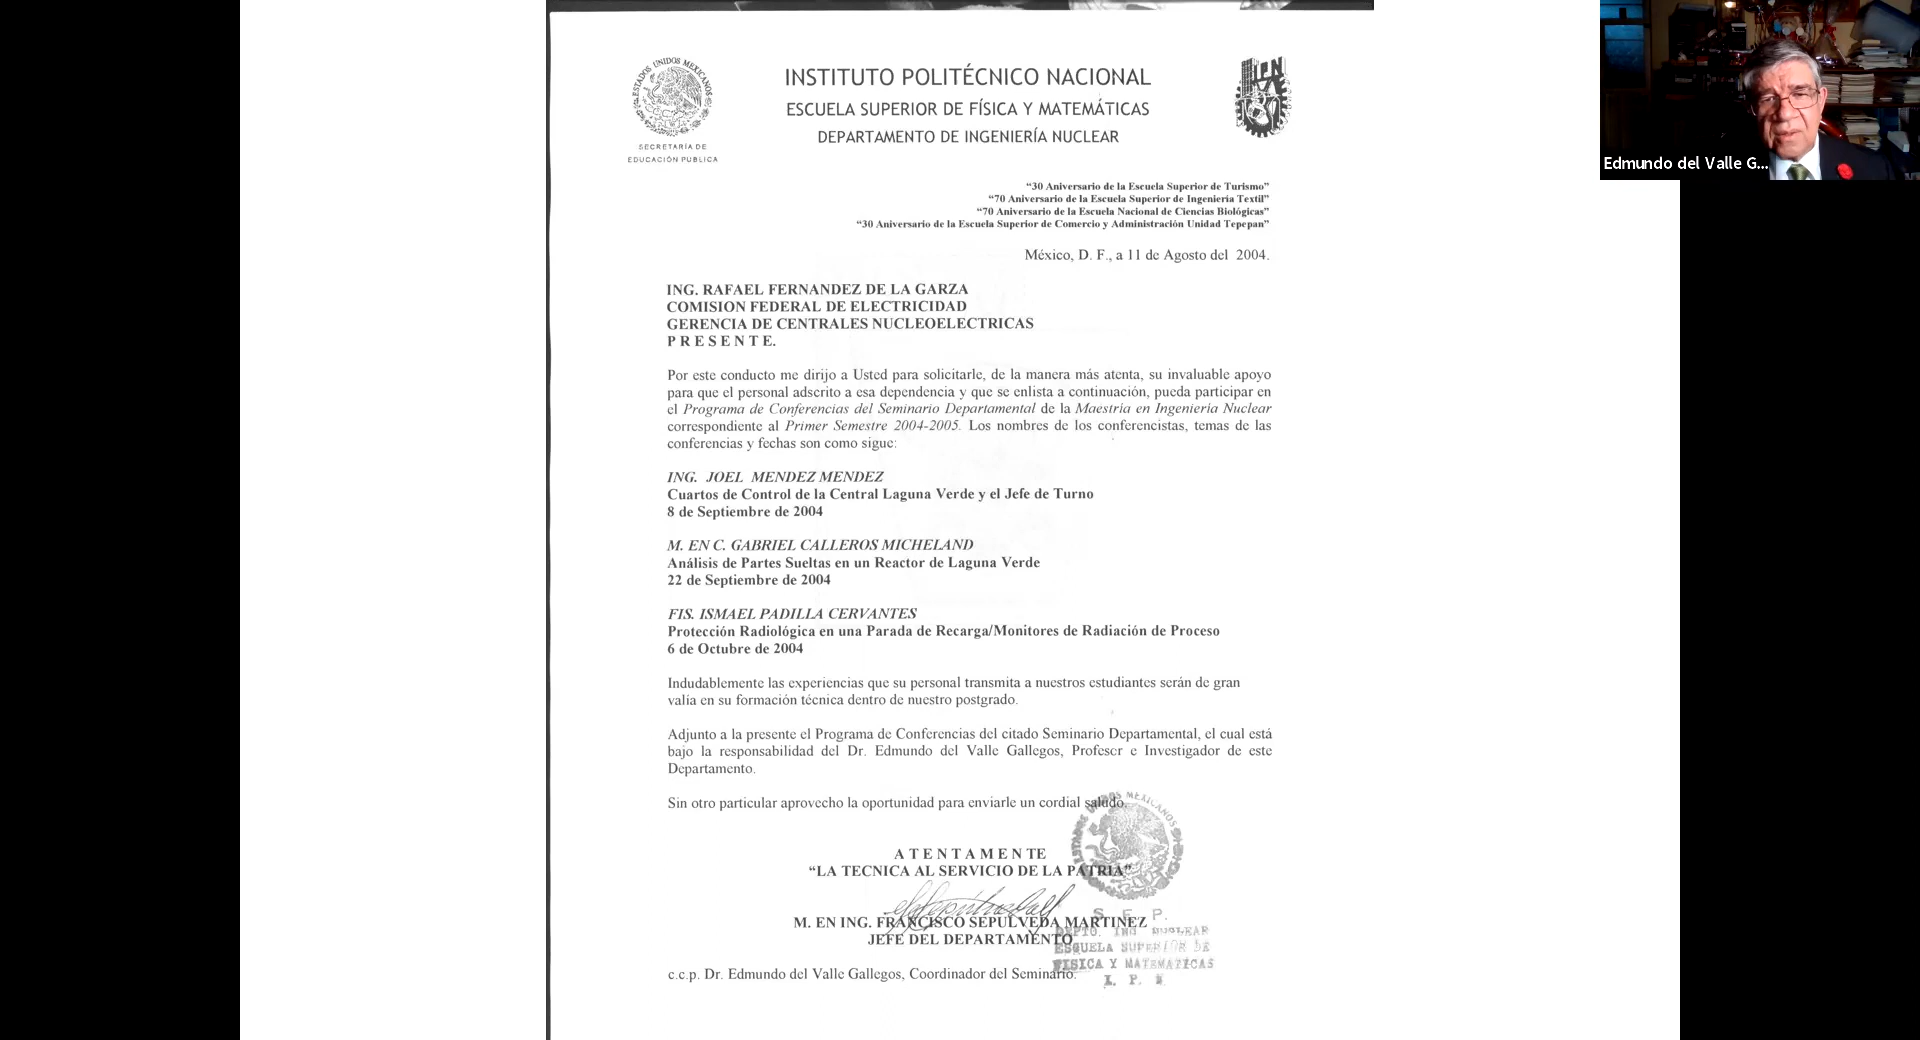 ESTADOS UNIDOS MEXICANOS
SECRETARÍA DE
EDUCACIÓN PÚBLICA
INSTITUTO POLITÉCNICO NACIONAL
ESCUELA SUPERIOR DE FÍSICA Y MATEMÁTICAS
DEPARTAMENTO DE INGENIERÍA NUCLEAR
IPN
Edmundo del Valle G...
“30 Aniversario de la Escuela Superior de Turismo”
“70 Aniversario de la Escuela Superior de Ingeniería Textil”
“70 Aniversario de la Escuela Nacional de Ciencias Biológicas”
“30 Aniversario de la Escuela Superior de Comercio y Administración Unidad Tepepan”
México, D. F., a 11 de Agosto del 2004.
ING. RAFAEL FERNANDEZ DE LA GARZA
COMISION FEDERAL DE ELECTRICIDAD
GERENCIA DE CENTRALES NUCLEOELECTRICAS
P R E S E N T E.
Por este conducto me dirijo a Usted para solicitarle, de la manera más atenta, su invaluable apoyo
para que el personal adscrito a esa dependencia y que se enlista a continuación, pueda participar en
el Programa de Conferencias del Seminario Departamental de la Maestría en Ingeniería Nuclear
correspondiente al Primer Semestre 2004-2005. Los nombres de los conferencistas, temas de las
conferencias y fechas son como sigue:
ING. JOEL MENDEZ MENDEZ
Cuartos de Control de la Central Laguna Verde y el Jefe de Turno
8 de Septiembre de 2004
M. EN C. GABRIEL CALLEROS MICHELAND
Análisis de Partes Sueltas en un Reactor de Laguna Verde
22 de Septiembre de 2004
FIS. ISMAEL PADILLA CERVANTES
Protección Radiológica en una Parada de Recarga/Monitores de Radiación de Proceso
6 de Octubre de 2004
Indudablemente las experiencias que su personal transmita a nuestros estudiantes serán de gran
valía en su formación técnica dentro de nuestro postgrado.
Adjunto a la presente el Programa de Conferencias del citado Seminario Departamental, el cual está
bajo la responsabilidad del Dr. Edmundo del Valle Gallegos, Profesor e Investigador de este
Departamento.
Sin otro particular aprovecho la oportunidad para enviarle un cordial saludo.
A T E N T A M E N TE
“LA TECNICA AL SERVICIO DE LA PATRIA”
M. EN ING. FRANCISCO SEPULVEDA MARTINEZ
JEFE DEL DEPARTAMENTO
c.c.p. Dr. Edmundo del Valle Gallegos, Coordinador del Seminario.
ESTADOS UNIDOS MEXICANOS
S. E. P.
DEPTO. ING NUCLEAR
ESCUELA SUPERIOR DE
FISICA Y MATEMATICAS
I. P. N